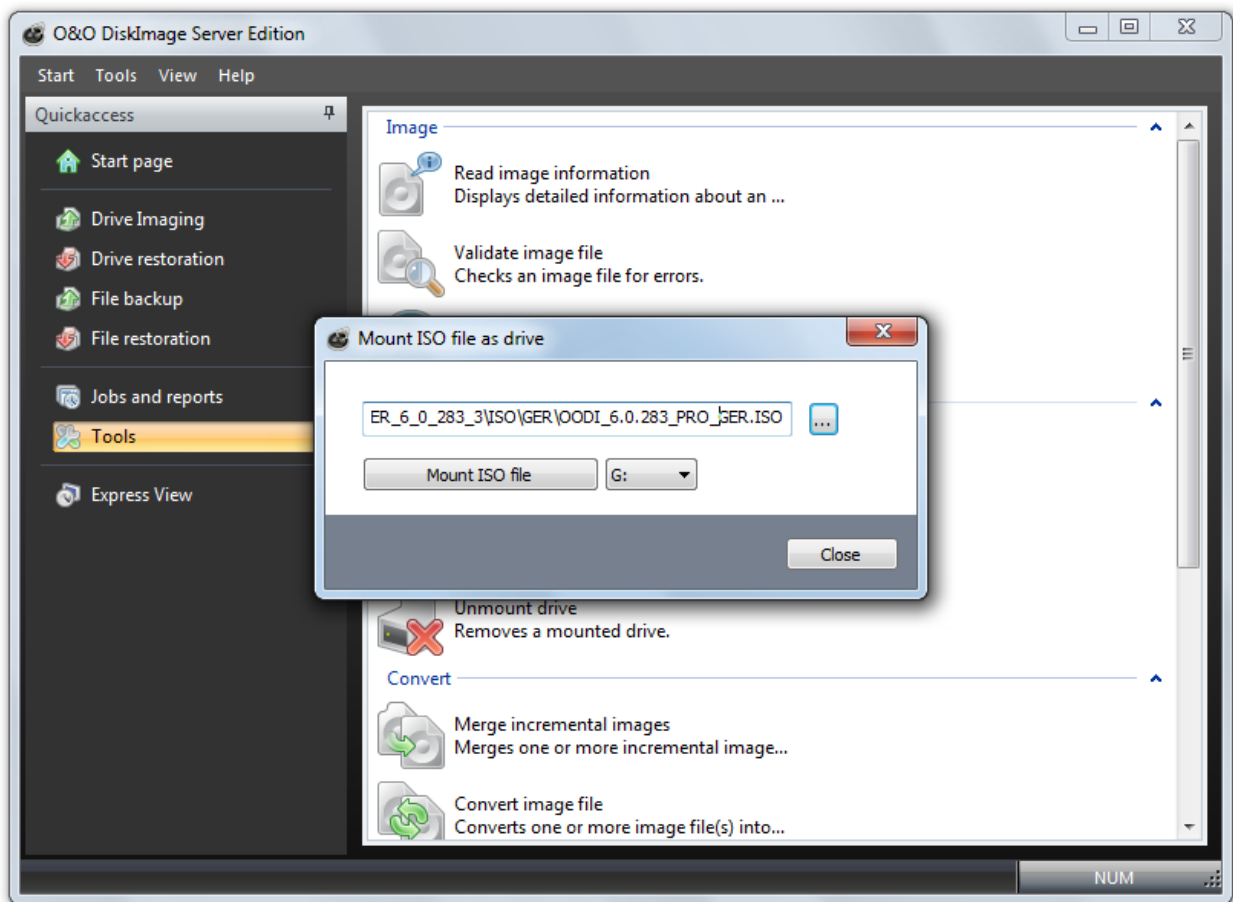 O&O DiskImage Server Edition
Start Tools View Help
Quickaccess
Start page
Drive Imaging
Drive restoration
File backup
File restoration
Jobs and reports
Tools
Express View
Image
Read image information
Displays detailed information about an ...
Validate image file
Checks an image file for errors.
Mount ISO file as drive
ER_6_0_283_3\ISO\GER\OODI_6.0.283_PRO_GER.ISO
...
Mount ISO file
G:
Close
Unmount drive
Removes a mounted drive.
Convert
Merge incremental images
Merges one or more incremental image...
Convert image file
Converts one or more image file(s) into...
NUM